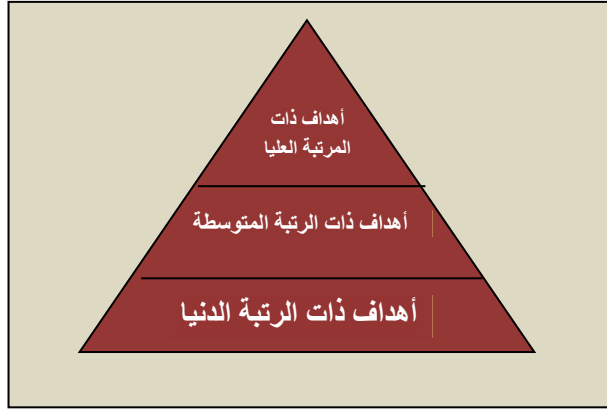 أهداف ذات
المرتبة العليا
أهداف ذات الرتبة المتوسطة
أهداف ذات الرتبة الدنيا